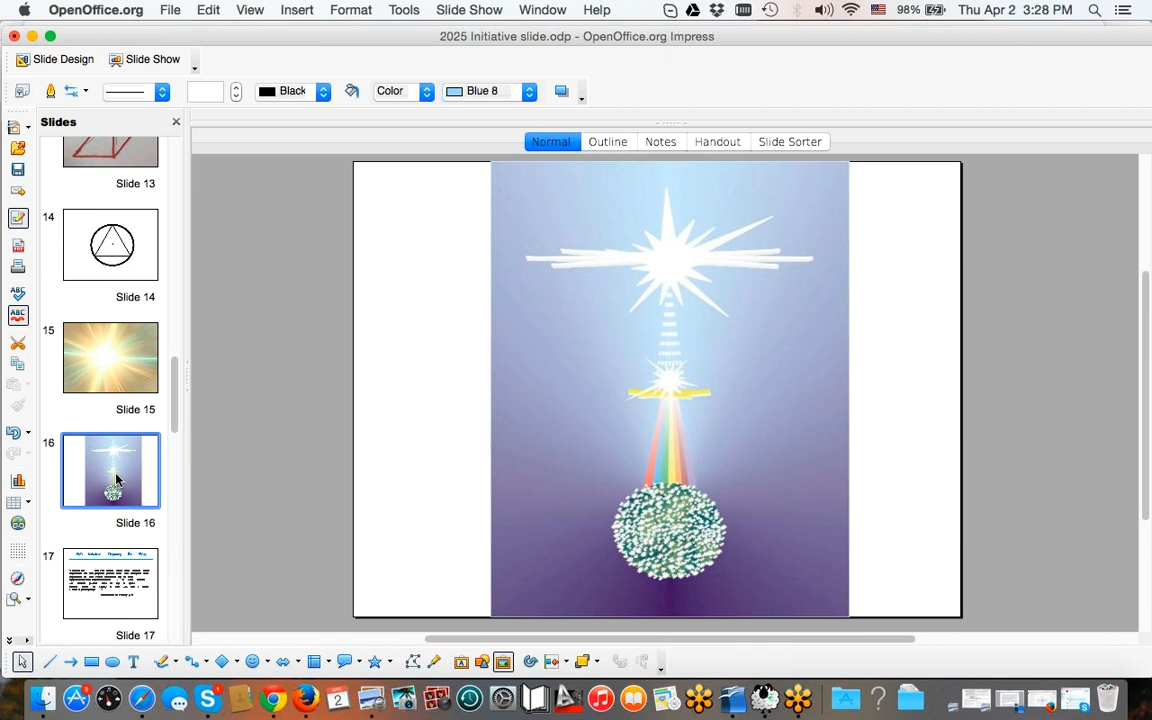 OpenOffice.org File Edit View Insert Format Tools Slide Show Window Help 98% Thu Apr 2 3:28 PM
2025 Initiative slide.odp - OpenOffice.org Impress
Slide Design Slide Show
Black Color Blue 8
Slides
Normal Outline Notes Handout Slide Sorter
Slide 13
14
Slide 14
15
Slide 15
16
Slide 16
17
Slide 17